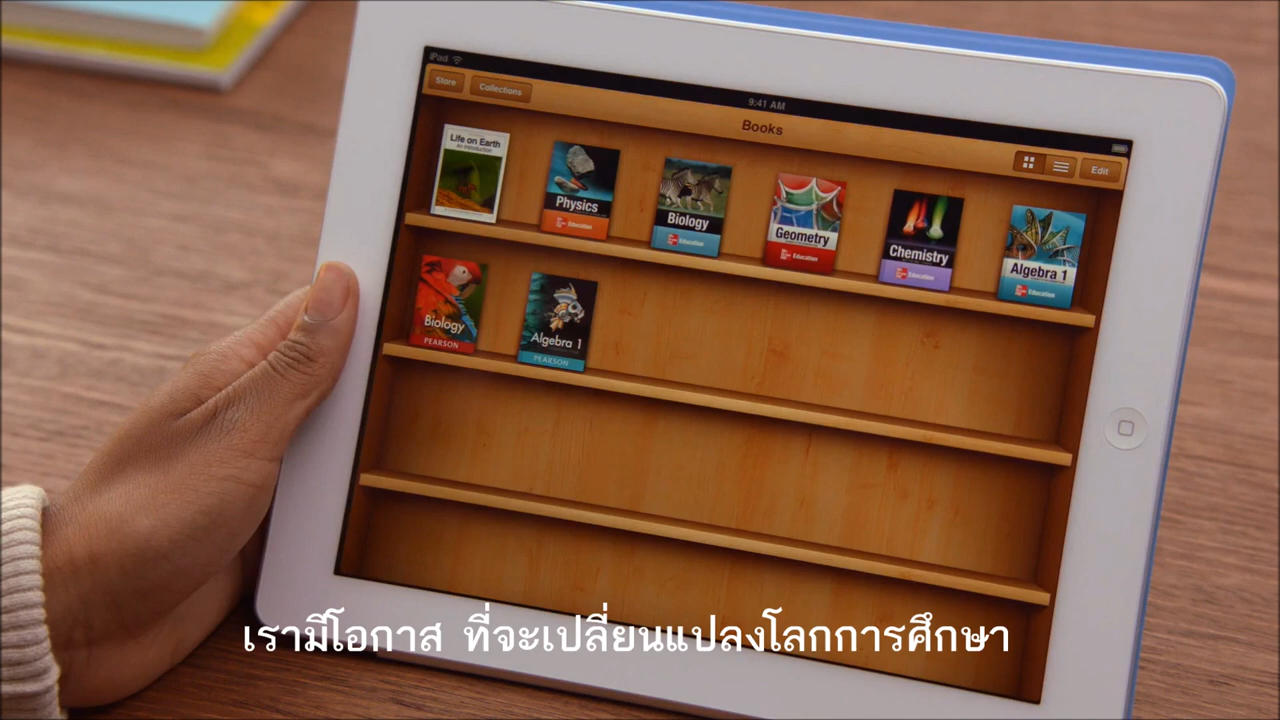 iPad
9:41 AM
Store
Collections
Books
Edit
Life on Earth
An Introduction
Physics
Education
Biology
Education
Geometry
Education
Chemistry
Education
Algebra 1
Education
Biology
PEARSON
Algebra 1
PEARSON
เรามีโอกาส ที่จะเปลี่ยนแปลงโลกการศึกษา